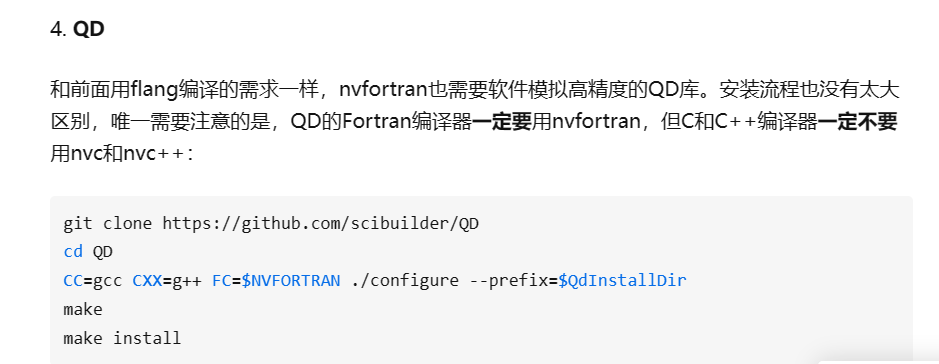 4. QD
和前面用flang编译的需求一样，nvfortran也需要软件模拟高精度的QD库。安装流程也没有太大
区别，唯一需要注意的是，QD的Fortran编译器一定要用nvfortran，但C和C++编译器一定不要
用nvc和nvc++：
git clone https://github.com/scibuilder/QD
cd QD
CC=gcc CXX=g++ FC=$NVFORTRAN ./configure --prefix=$QdInstallDir
make
make install